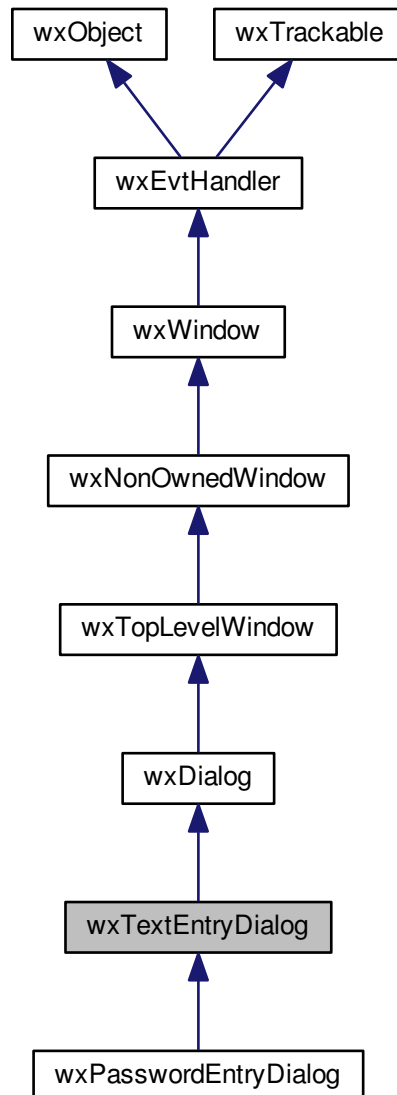 wxObject
wxTrackable
wxEvtHandler
wxWindow
wxNonOwnedWindow
wxTopLevelWindow
wxDialog
wxTextEntryDialog
wxPasswordEntryDialog